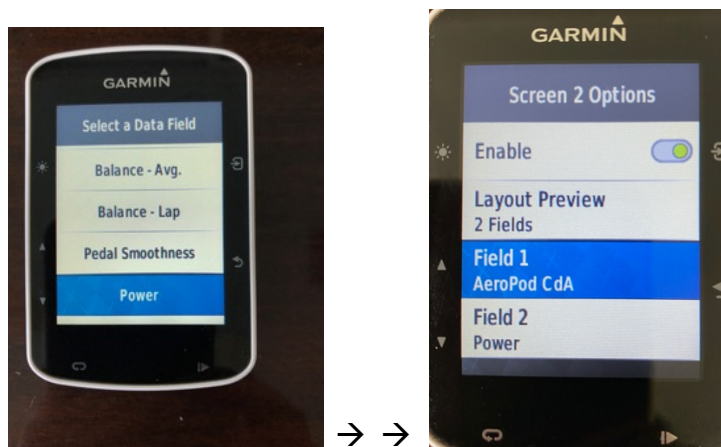 GARMIN
Select a Data Field
Balance - Avg.
Balance - Lap
Pedal Smoothness
Power
→ →
GARMIN
Screen 2 Options
Enable
Layout Preview
2 Fields
Field 1
AeroPod CdA
Field 2
Power